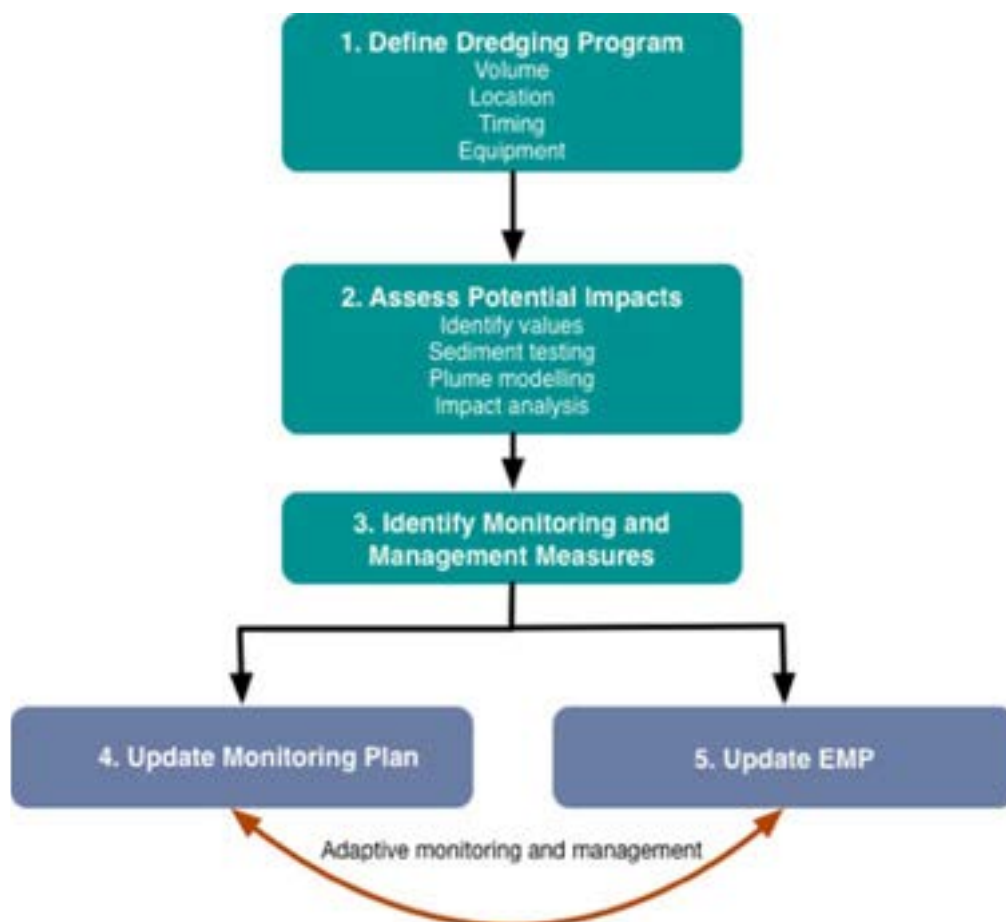 1. Define Dredging Program
Volume
Location
Timing
Equipment
2. Assess Potential Impacts
Identify values
Sediment testing
Plume modelling
Impact analysis
3. Identify Monitoring and
Management Measures
4. Update Monitoring Plan
5. Update EMP
Adaptive monitoring and management